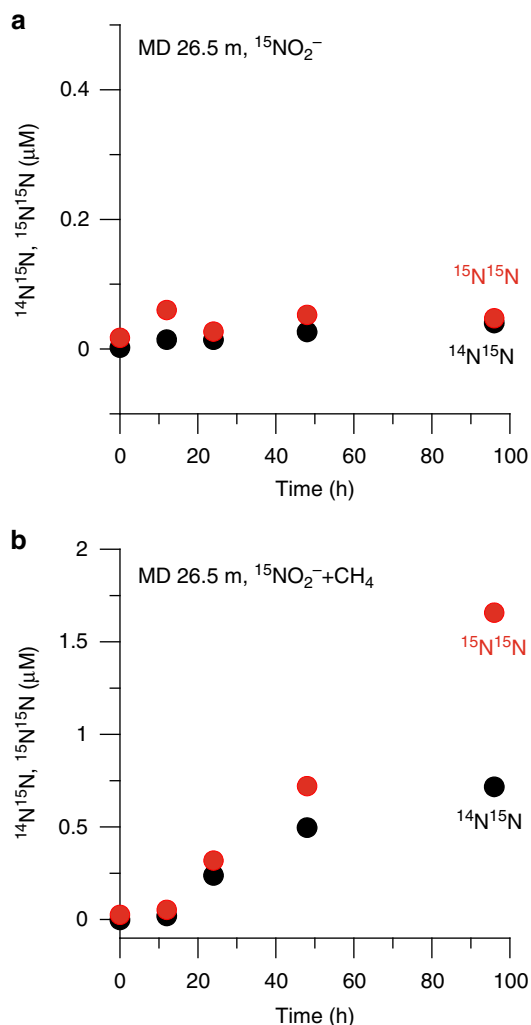 a
MD 26.5 m, ¹⁵NO₂⁻
¹⁴N¹⁵N, ¹⁵N¹⁵N (μM)
0.4
0.2
0
¹⁵N¹⁵N
¹⁴N¹⁵N
0 20 40 60 80 100
Time (h)
b
MD 26.5 m, ¹⁵NO₂⁻+CH₄
¹⁴N¹⁵N, ¹⁵N¹⁵N (μM)
2
1.5
1
0.5
0
¹⁵N¹⁵N
¹⁴N¹⁵N
0 20 40 60 80 100
Time (h)